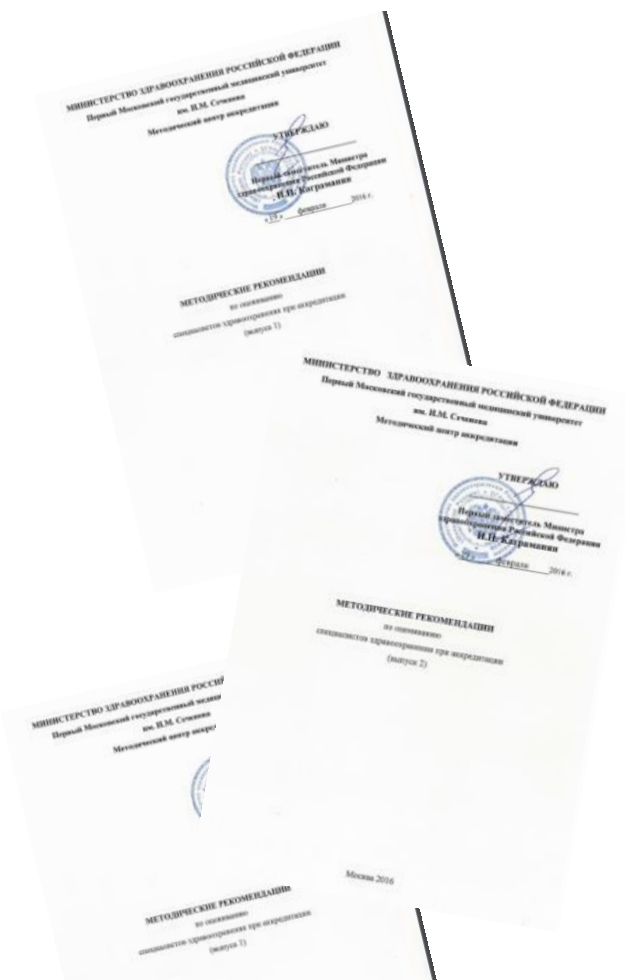 МИНИСТЕРСТВО ЗДРАВООХРАНЕНИЯ РОССИЙСКОЙ ФЕДЕРАЦИИ
Первый Московский государственный медицинский университет
им. И.М. Сеченова
Методический центр аккредитации
УТВЕРЖДАЮ
Первый заместитель Министра
здравоохранения Российской Федерации
И.Н. Каграманян
« 19 » февраля 2016 г.
МЕТОДИЧЕСКИЕ РЕКОМЕНДАЦИИ
по оцениванию
специалистов здравоохранения при аккредитации
(выпуск 1)
МИНИСТЕРСТВО ЗДРАВООХРАНЕНИЯ РОССИЙСКОЙ ФЕДЕРАЦИИ
Первый Московский государственный медицинский университет
им. И.М. Сеченова
Методический центр аккредитации
УТВЕРЖДАЮ
Первый заместитель Министра
здравоохранения Российской Федерации
И.Н. Каграманян
февраля 2016 г.
МЕТОДИЧЕСКИЕ РЕКОМЕНДАЦИИ
по оцениванию
специалистов здравоохранения при аккредитации
(выпуск 2)
Москва 2016
МИНИСТЕРСТВО ЗДРАВООХРАНЕНИЯ РОССИЙ
Первый Московский государственный медицин
им. И.М. Сеченова
Методический центр аккре
МЕТОДИЧЕСКИЕ РЕКОМЕНДАЦИИ
по оцениванию
специалистов здравоохранения при аккредитации